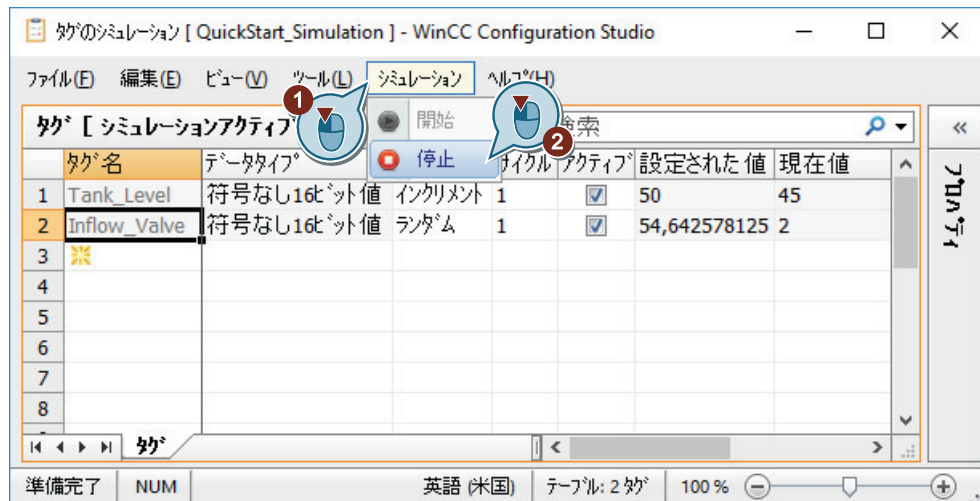 タグのシミュレーション [ QuickStart_Simulation ] - WinCC Configuration Studio
ファイル(F) 編集(E) ビュー(V) ツール(L) シミュレーション ヘルプ(H)
1
タグ [ シミュレーションアクティブ 開始 検索
2
停止
タグ名 データタイプ サイクル アクティブ 設定された値 現在値
1 Tank_Level 符号なし16ビット値 インクリメント 1 50 45
2 Inflow_Valve 符号なし16ビット値 ランダム 1 54,642578125 2
3
4
5
6
7
8
タグ
プロパティ
準備完了 NUM 英語 (米国) テーブル: 2 タグ 100 %